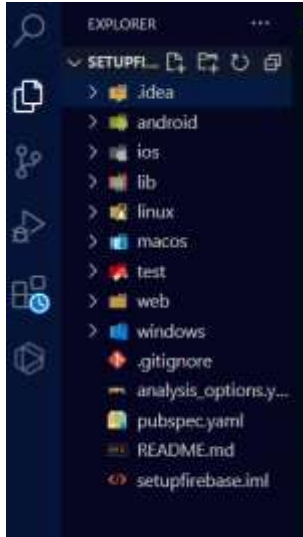 EXPLORER
SETUPFI...
.idea
android
ios
lib
linux
macos
test
web
windows
.gitignore
analysis_options.y...
pubspec.yaml
README.md
setupfirebase.iml